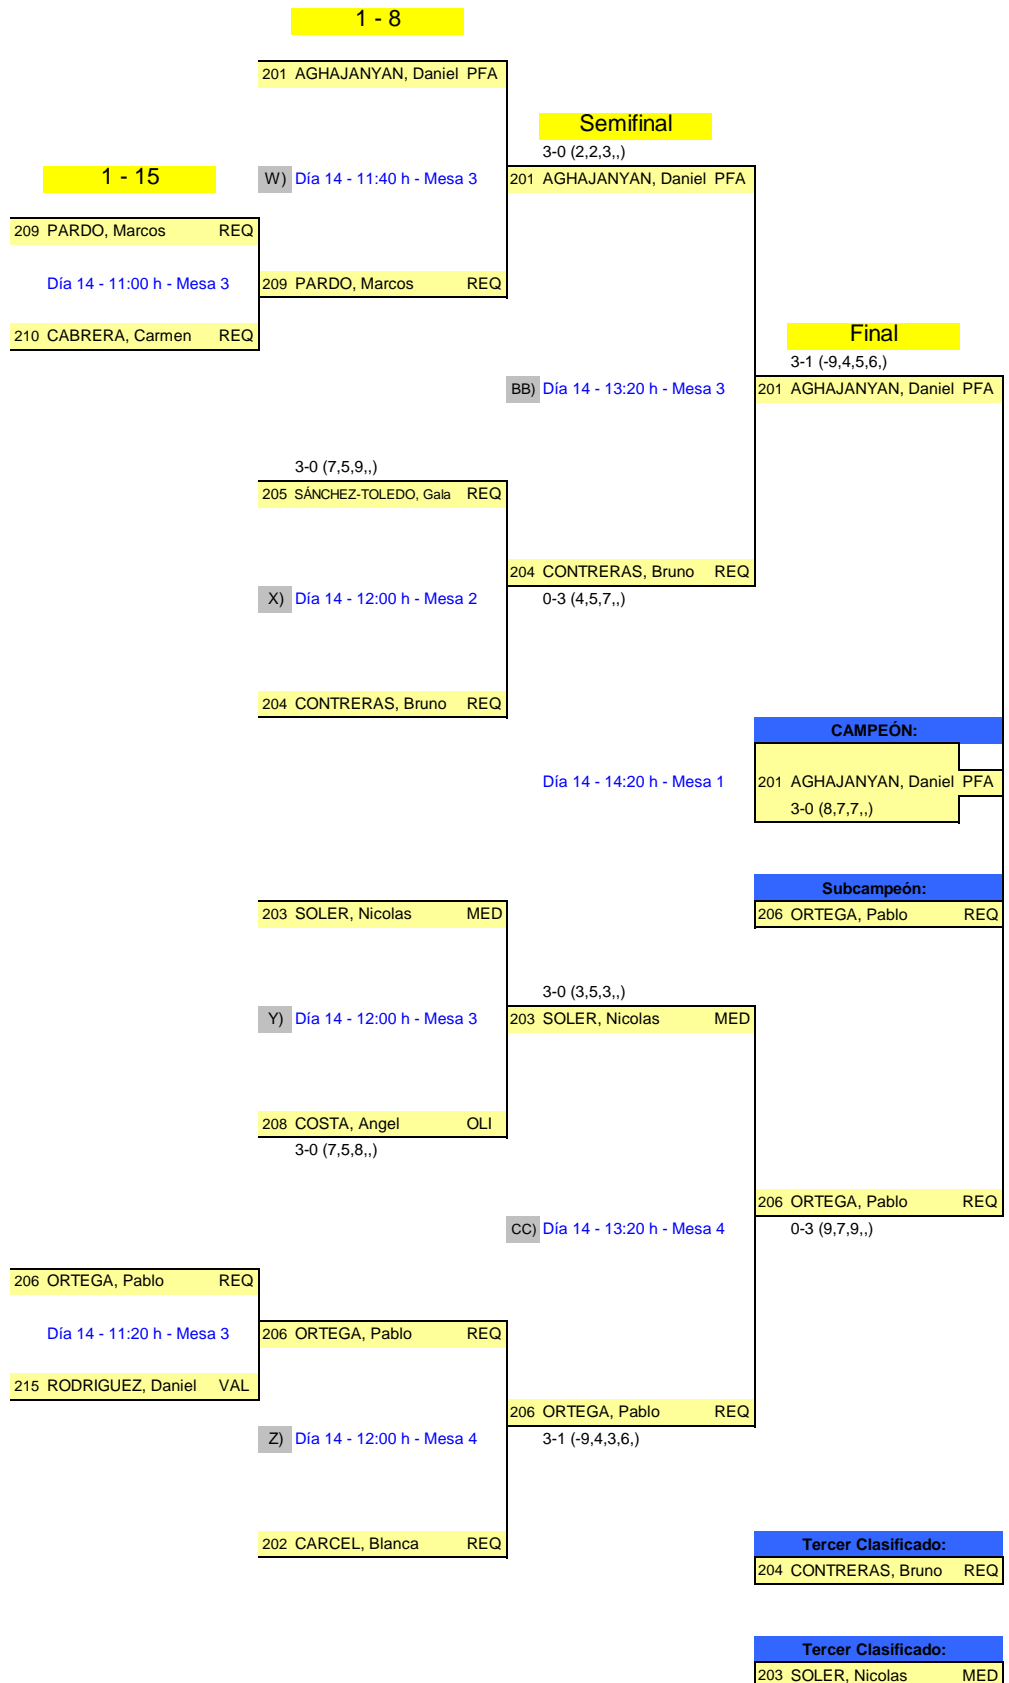 1 - 8
201 AGHAJANYAN, Daniel PFA
Semifinal
3-0 (2,2,3,,)
1 - 15
W) Día 14 - 11:40 h - Mesa 3
201 AGHAJANYAN, Daniel PFA
209 PARDO, Marcos REQ
Día 14 - 11:00 h - Mesa 3
209 PARDO, Marcos REQ
210 CABRERA, Carmen REQ
Final
3-1 (-9,4,5,6,)
BB) Día 14 - 13:20 h - Mesa 3
201 AGHAJANYAN, Daniel PFA
3-0 (7,5,9,,)
205 SÁNCHEZ-TOLEDO, Gala REQ
204 CONTRERAS, Bruno REQ
X) Día 14 - 12:00 h - Mesa 2
0-3 (4,5,7,,)
204 CONTRERAS, Bruno REQ
CAMPEÓN:
Día 14 - 14:20 h - Mesa 1
201 AGHAJANYAN, Daniel PFA
3-0 (8,7,7,,)
Subcampeón:
203 SOLER, Nicolas MED
206 ORTEGA, Pablo REQ
3-0 (3,5,3,,)
Y) Día 14 - 12:00 h - Mesa 3
203 SOLER, Nicolas MED
208 COSTA, Angel OLI
3-0 (7,5,8,,)
206 ORTEGA, Pablo REQ
CC) Día 14 - 13:20 h - Mesa 4
0-3 (9,7,9,,)
206 ORTEGA, Pablo REQ
Día 14 - 11:20 h - Mesa 3
206 ORTEGA, Pablo REQ
215 RODRIGUEZ, Daniel VAL
206 ORTEGA, Pablo REQ
Z) Día 14 - 12:00 h - Mesa 4
3-1 (-9,4,3,6,)
202 CARCEL, Blanca REQ
Tercer Clasificado:
204 CONTRERAS, Bruno REQ
Tercer Clasificado:
203 SOLER, Nicolas MED